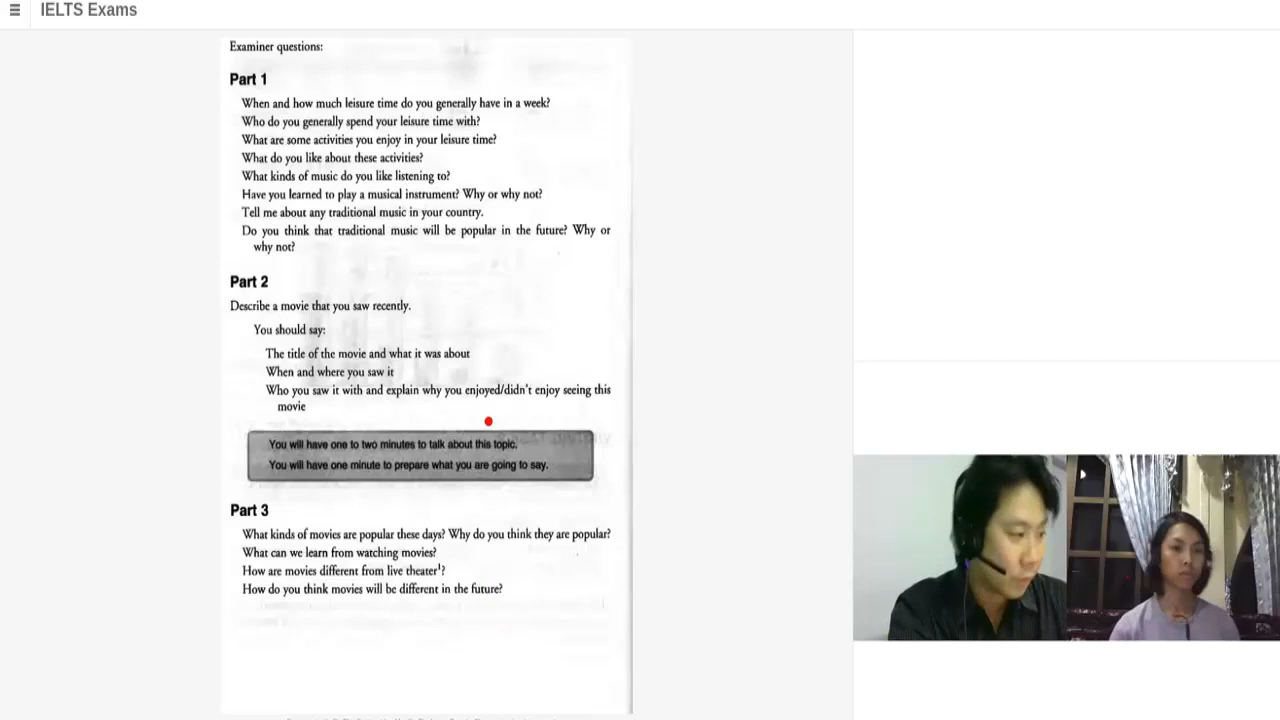 IELTS Exams
Examiner questions:
Part 1
When and how much leisure time do you generally have in a week?
Who do you generally spend your leisure time with?
What are some activities you enjoy in your leisure time?
What do you like about these activities?
What kinds of music do you like listening to?
Have you learned to play a musical instrument? Why or why not?
Tell me about any traditional music in your country.
Do you think that traditional music will be popular in the future? Why or
why not?
Part 2
Describe a movie that you saw recently.
You should say:
The title of the movie and what it was about
When and where you saw it
Who you saw it with and explain why you enjoyed/didn't enjoy seeing this
movie
You will have one to two minutes to talk about this topic.
You will have one minute to prepare what you are going to say.
Part 3
What kinds of movies are popular these days? Why do you think they are popular?
What can we learn from watching movies?
How are movies different from live theater¹?
How do you think movies will be different in the future?